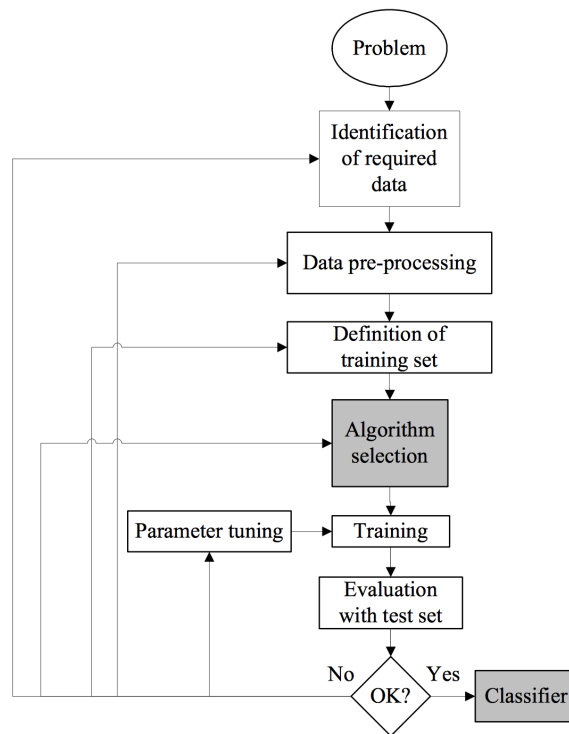 Problem
Identification
of required
data
Data pre-processing
Definition of
training set
Algorithm
selection
Parameter tuning
Training
Evaluation
with test set
No
Yes
OK?
Classifier